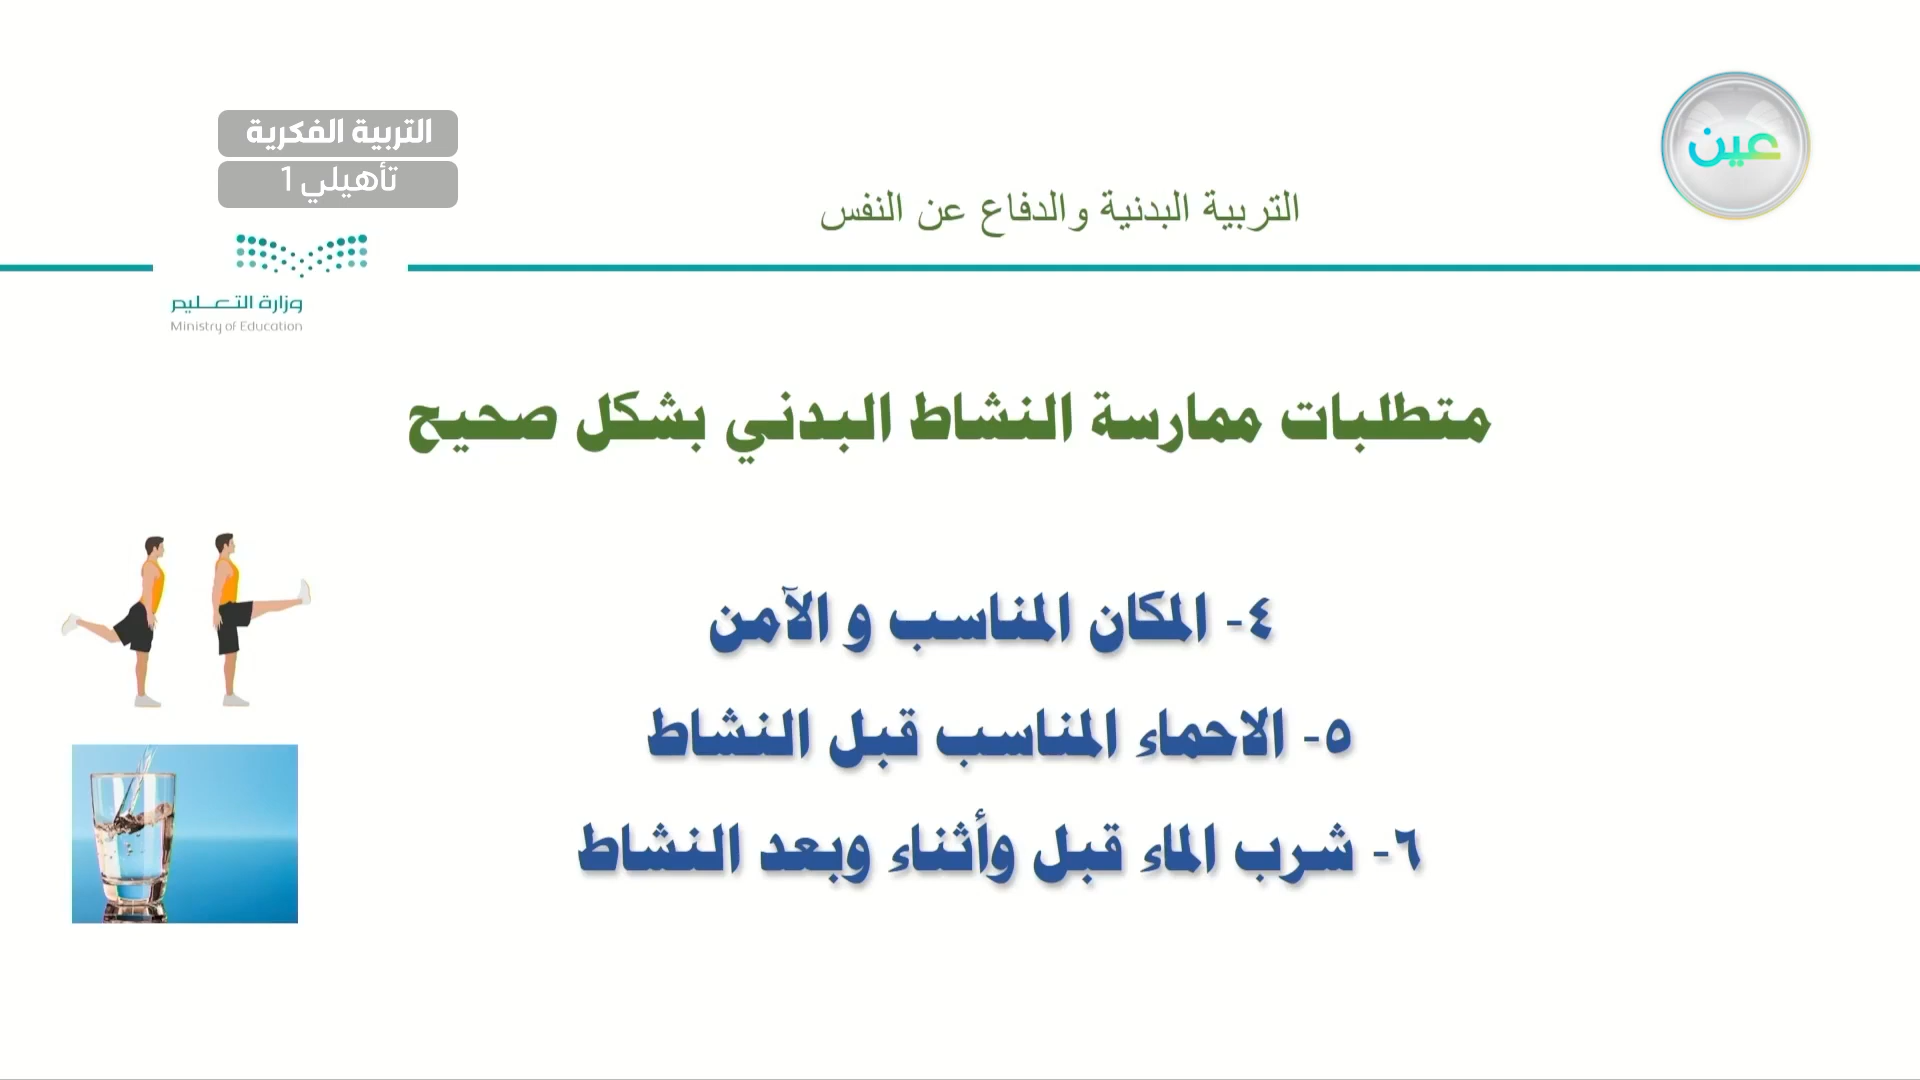 التربية الفكرية
تأهيلي 1
عين
التربية البدنية والدفاع عن النفس
وزارة التعـليم
Ministry of Education
متطلبات ممارسة النشاط البدني بشكل صحيح
٤- المكان المناسب و الآمن
٥- الاحماء المناسب قبل النشاط
٦- شرب الماء قبل وأثناء وبعد النشاط